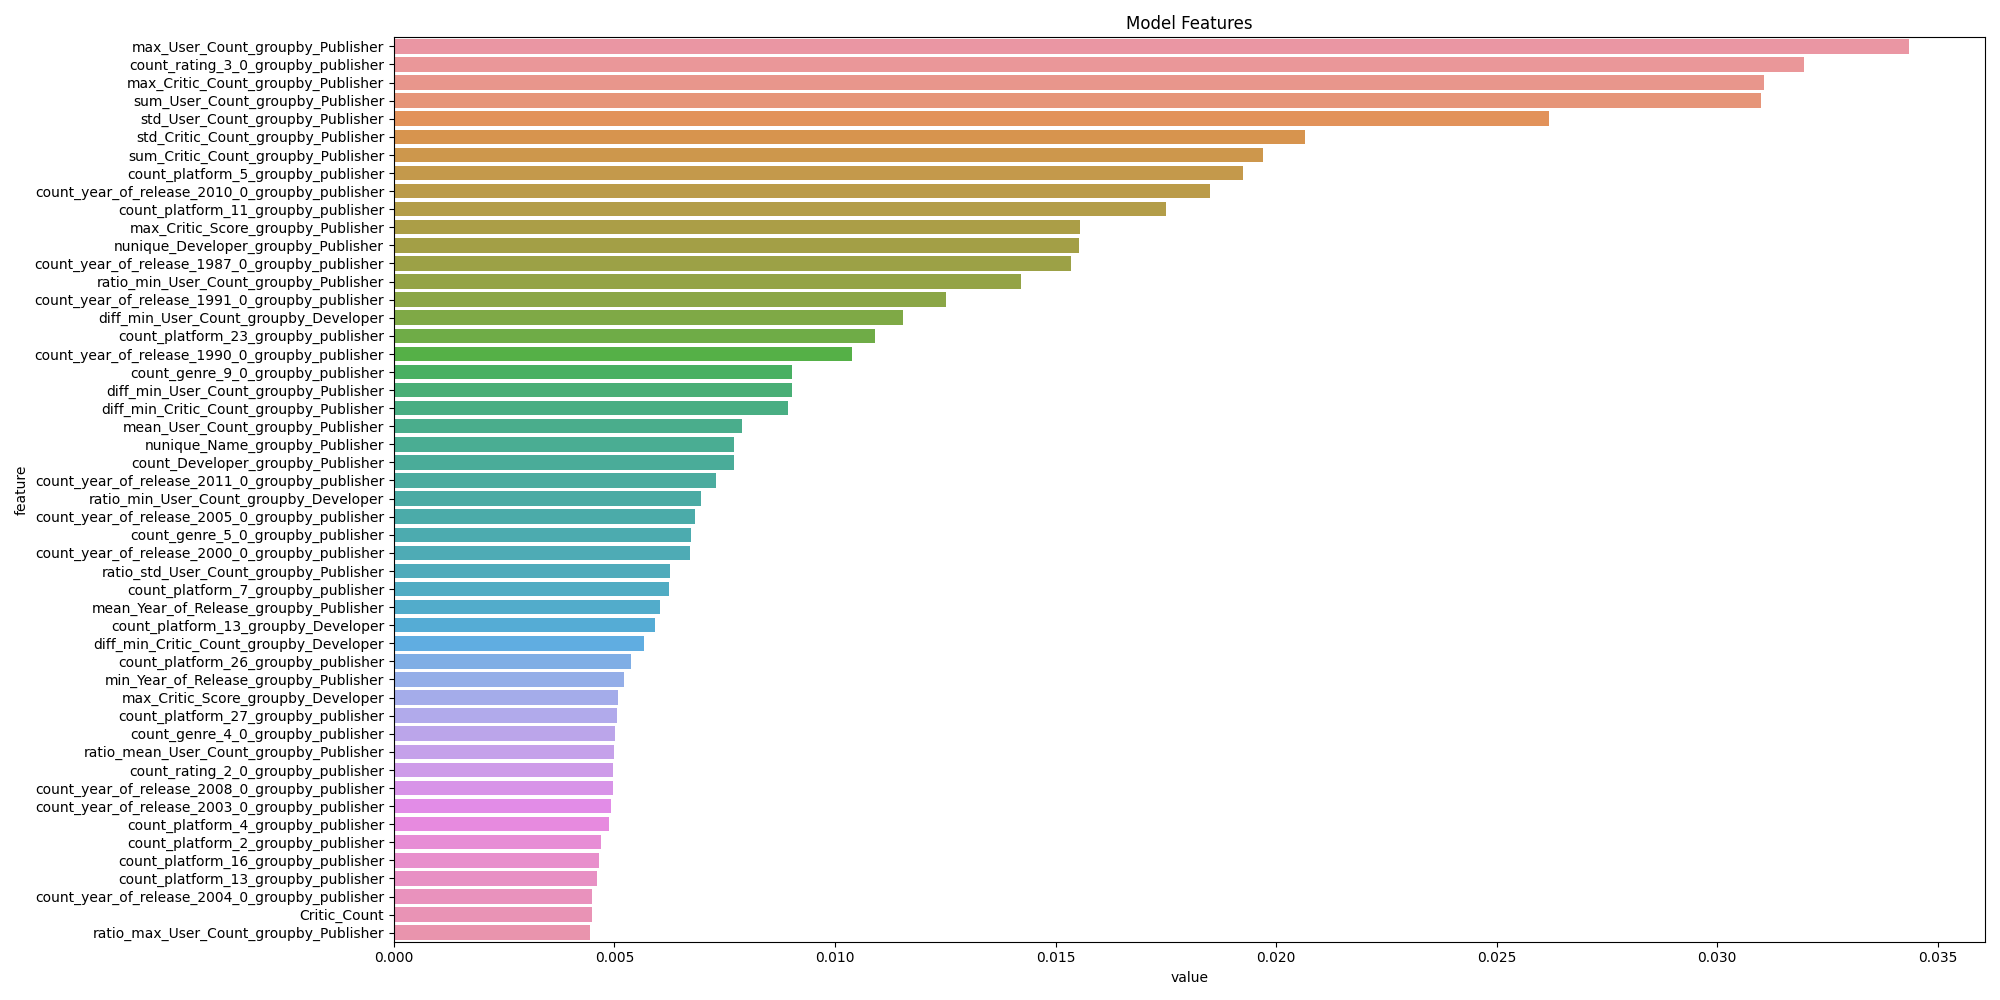 Model Features
max_User_Count_groupby_Publisher
count_rating_3_0_groupby_publisher
max_Critic_Count_groupby_Publisher
sum_User_Count_groupby_Publisher
std_User_Count_groupby_Publisher
std_Critic_Count_groupby_Publisher
sum_Critic_Count_groupby_Publisher
count_platform_5_groupby_publisher
count_year_of_release_2010_0_groupby_publisher
count_platform_11_groupby_publisher
max_Critic_Score_groupby_Publisher
nunique_Developer_groupby_Publisher
count_year_of_release_1987_0_groupby_publisher
ratio_min_User_Count_groupby_Publisher
count_year_of_release_1991_0_groupby_publisher
diff_min_User_Count_groupby_Developer
count_platform_23_groupby_publisher
count_year_of_release_1990_0_groupby_publisher
count_genre_9_0_groupby_publisher
diff_min_User_Count_groupby_Publisher
diff_min_Critic_Count_groupby_Publisher
mean_User_Count_groupby_Publisher
nunique_Name_groupby_Publisher
count_Developer_groupby_Publisher
count_year_of_release_2011_0_groupby_publisher
ratio_min_User_Count_groupby_Developer
count_year_of_release_2005_0_groupby_publisher
count_genre_5_0_groupby_publisher
count_year_of_release_2000_0_groupby_publisher
ratio_std_User_Count_groupby_Publisher
count_platform_7_groupby_publisher
mean_Year_of_Release_groupby_Publisher
count_platform_13_groupby_Developer
diff_min_Critic_Count_groupby_Developer
count_platform_26_groupby_publisher
min_Year_of_Release_groupby_Publisher
max_Critic_Score_groupby_Developer
count_platform_27_groupby_publisher
count_genre_4_0_groupby_publisher
ratio_mean_User_Count_groupby_Publisher
count_rating_2_0_groupby_publisher
count_year_of_release_2008_0_groupby_publisher
count_year_of_release_2003_0_groupby_publisher
count_platform_4_groupby_publisher
count_platform_2_groupby_publisher
count_platform_16_groupby_publisher
count_platform_13_groupby_publisher
count_year_of_release_2004_0_groupby_publisher
Critic_Count
ratio_max_User_Count_groupby_Publisher
feature
0.000 0.005 0.010 0.015 0.020 0.025 0.030 0.035
value